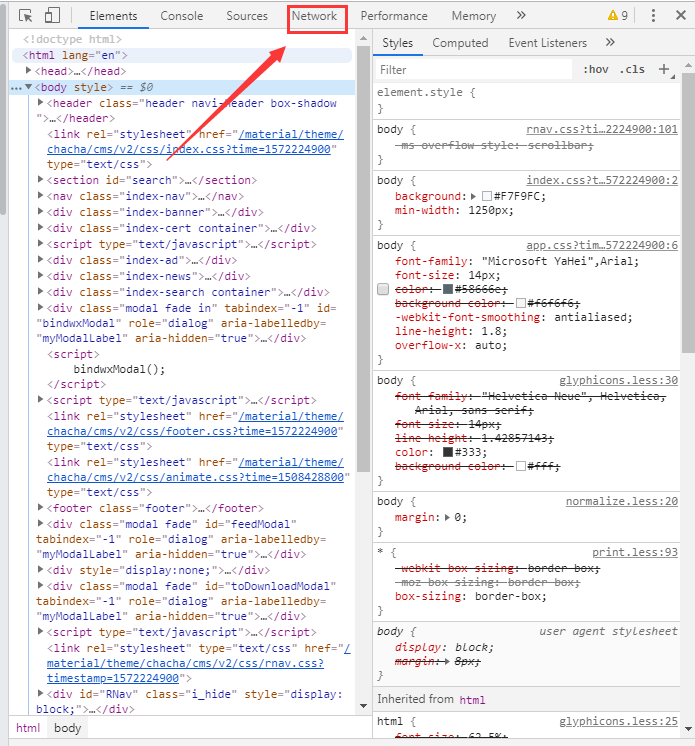 Elements Console Sources Network Performance Memory » 9
<!doctype html>
<html lang="en">
<head>…</head>
<body style> == $0
<header class="header navi-header box-shadow
">…</header>
<link rel="stylesheet" href="/material/theme/
chacha/cms/v2/css/index.css?time=1572224900"
type="text/css">
<section id="search">…</section>
<nav class="index-nav">…</nav>
<div class="index-banner">…</div>
<div class="index-cert container">…</div>
<script type="text/javascript">…</script>
<div class="index-ad">…</div>
<div class="index-news">…</div>
<div class="index-search container">…</div>
<div class="modal fade in" tabindex="-1" id=
"bindwxModal" role="dialog" aria-labelledby=
"myModalLabel" aria-hidden="true">…</div>
<script>
bindwxModal();
</script>
<script type="text/javascript">…</script>
<link rel="stylesheet" href="/material/theme/
chacha/cms/v2/css/footer.css?time=1572224900"
type="text/css">
<link rel="stylesheet" href="/material/theme/
chacha/cms/v2/css/animate.css?time=1508428800"
type="text/css">
<footer class="footer">…</footer>
<div class="modal fade" id="feedModal"
tabindex="-1" role="dialog" aria-labelledby=
"myModalLabel" aria-hidden="true">…</div>
<div style="display:none;">…</div>
<div class="modal fade" id="toDownloadModal"
tabindex="-1" role="dialog" aria-labelledby=
"myModalLabel" aria-hidden="true">…</div>
<script type="text/javascript">…</script>
<link rel="stylesheet" type="text/css" href="/
material/theme/chacha/cms/v2/css/rnav.css?
timestamp=1572224900">
<div id="RNav" class="i_hide" style="display:
block;">…</div>
html body
Styles Computed Event Listeners »
Filter :hov .cls +
element.style {
}
body { rnav.css?ti…2224900:101
-ms-overflow-style: scrollbar;
}
body { index.css?t…572224900:2
background: #F7F9FC;
min-width: 1250px;
}
body { app.css?tim…572224900:6
font-family: "Microsoft YaHei",Arial;
font-size: 14px;
color: #58666e;
background-color: #f6f6f6;
-webkit-font-smoothing: antialiased;
line-height: 1.8;
overflow-x: auto;
}
body { glyphicons.less:30
font-family: "Helvetica Neue", Helvetica,
Arial, sans-serif;
font-size: 14px;
line-height: 1.42857143;
color: #333;
background-color: #fff;
}
body { normalize.less:20
margin: 0;
}
* { print.less:93
-webkit-box-sizing: border-box;
-moz-box-sizing: border-box;
box-sizing: border-box;
}
body { user agent stylesheet
display: block;
margin: 8px;
}
Inherited from html
html { glyphicons.less:25
font-size: 62.5%;